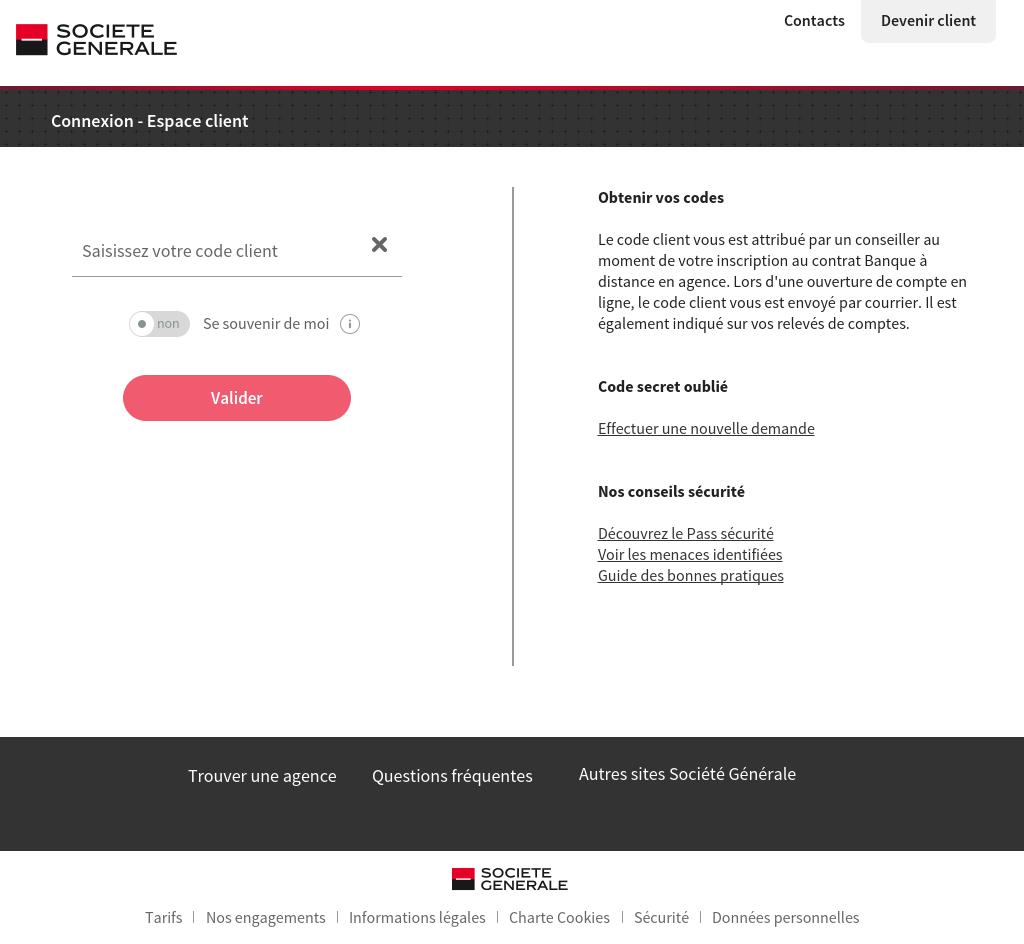 SOCIETE
GENERALE
Contacts
Devenir client
Connexion - Espace client
Saisissez votre code client
non
Se souvenir de moi
i
Valider
Obtenir vos codes
Le code client vous est attribué par un conseiller au
moment de votre inscription au contrat Banque à
distance en agence. Lors d'une ouverture de compte en
ligne, le code client vous est envoyé par courrier. Il est
également indiqué sur vos relevés de comptes.
Code secret oublié
Effectuer une nouvelle demande
Nos conseils sécurité
Découvrez le Pass sécurité
Voir les menaces identifiées
Guide des bonnes pratiques
Trouver une agence
Questions fréquentes
Autres sites Société Générale
SOCIETE
GENERALE
Tarifs
Nos engagements
Informations légales
Charte Cookies
Sécurité
Données personnelles